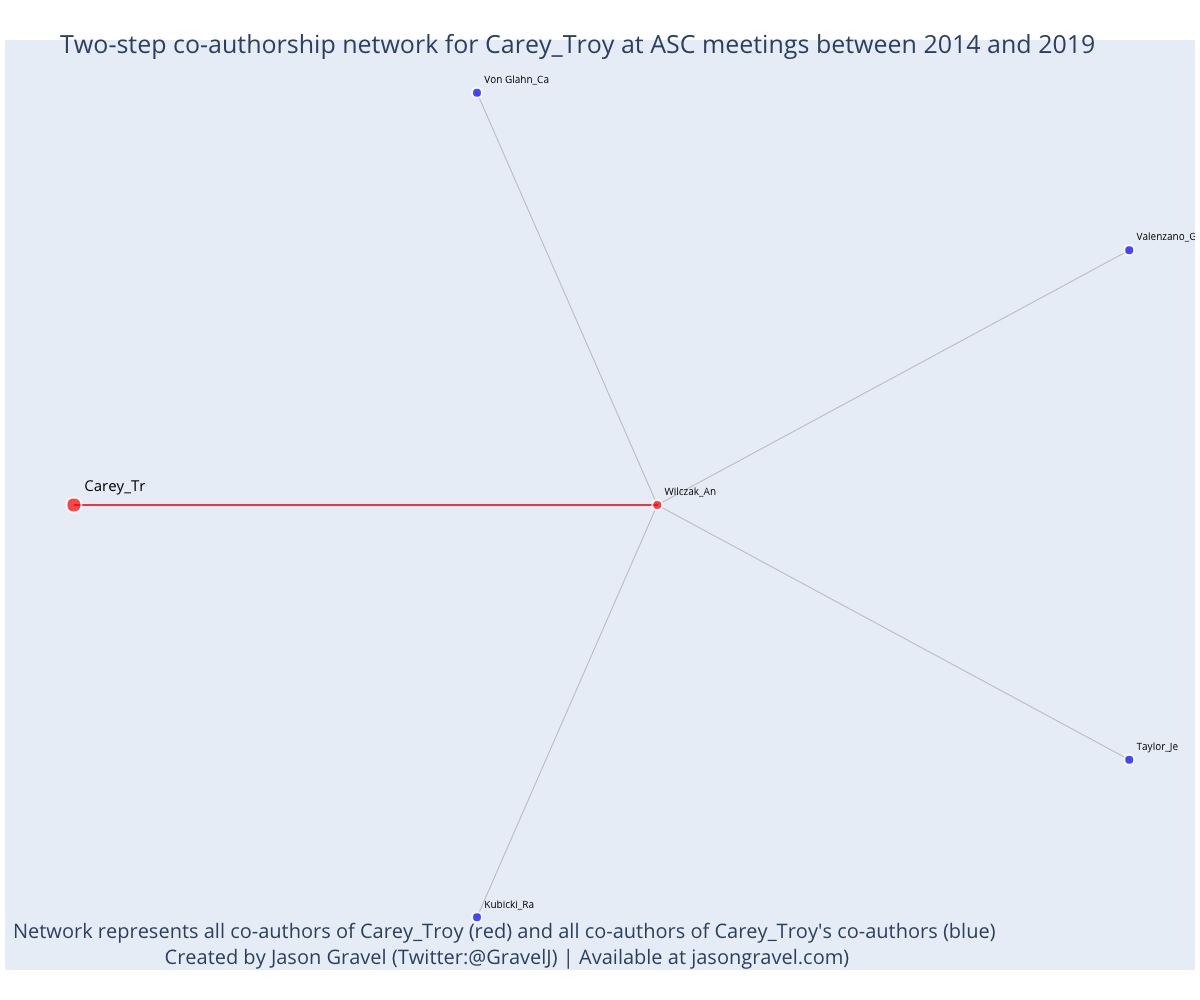 Two-step co-authorship network for Carey_Troy at ASC meetings between 2014 and 2019
Von Glahn_Ca
Valenzano_G
Carey_Tr
Wilczak_An
Taylor_Je
Kubicki_Ra
Network represents all co-authors of Carey_Troy (red) and all co-authors of Carey_Troy's co-authors (blue)
Created by Jason Gravel (Twitter:@GravelJ) | Available at jasongravel.com)